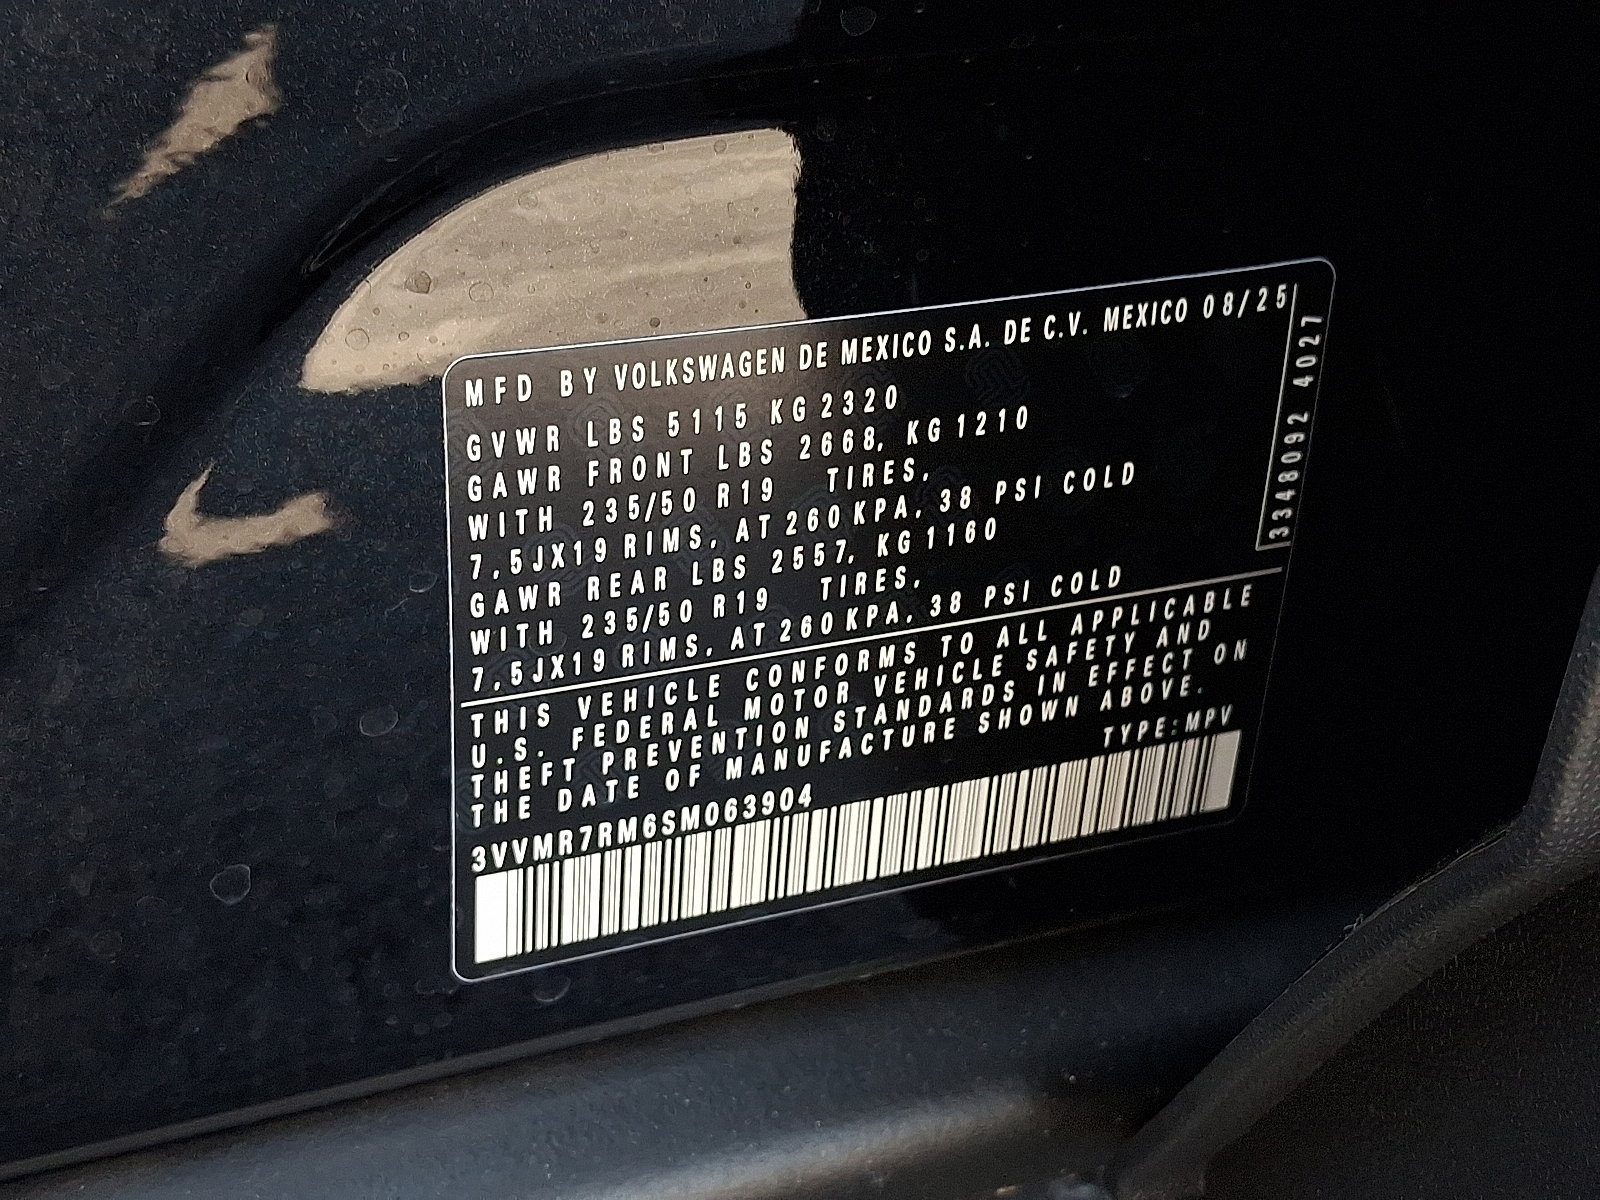 MFD BY VOLKSWAGEN DE MEXICO S.A. DE C.V. MEXICO 08/25
GVWR LBS 5115 KG 2320
GAWR FRONT LBS 2668, KG 1210
WITH 235/50 R19 TIRES,
7,5JX19 RIMS, AT 260 KPA, 38 PSI COLD
GAWR REAR LBS 2557, KG 1160
WITH 235/50 R19 TIRES,
7,5JX19 RIMS, AT 260 KPA, 38 PSI COLD
3348092 4027
THIS VEHICLE CONFORMS TO ALL APPLICABLE
U.S. FEDERAL MOTOR VEHICLE SAFETY AND
THEFT PREVENTION STANDARDS IN EFFECT ON
THE DATE OF MANUFACTURE SHOWN ABOVE.
TYPE:MPV
3VVMR7RM6SM063904